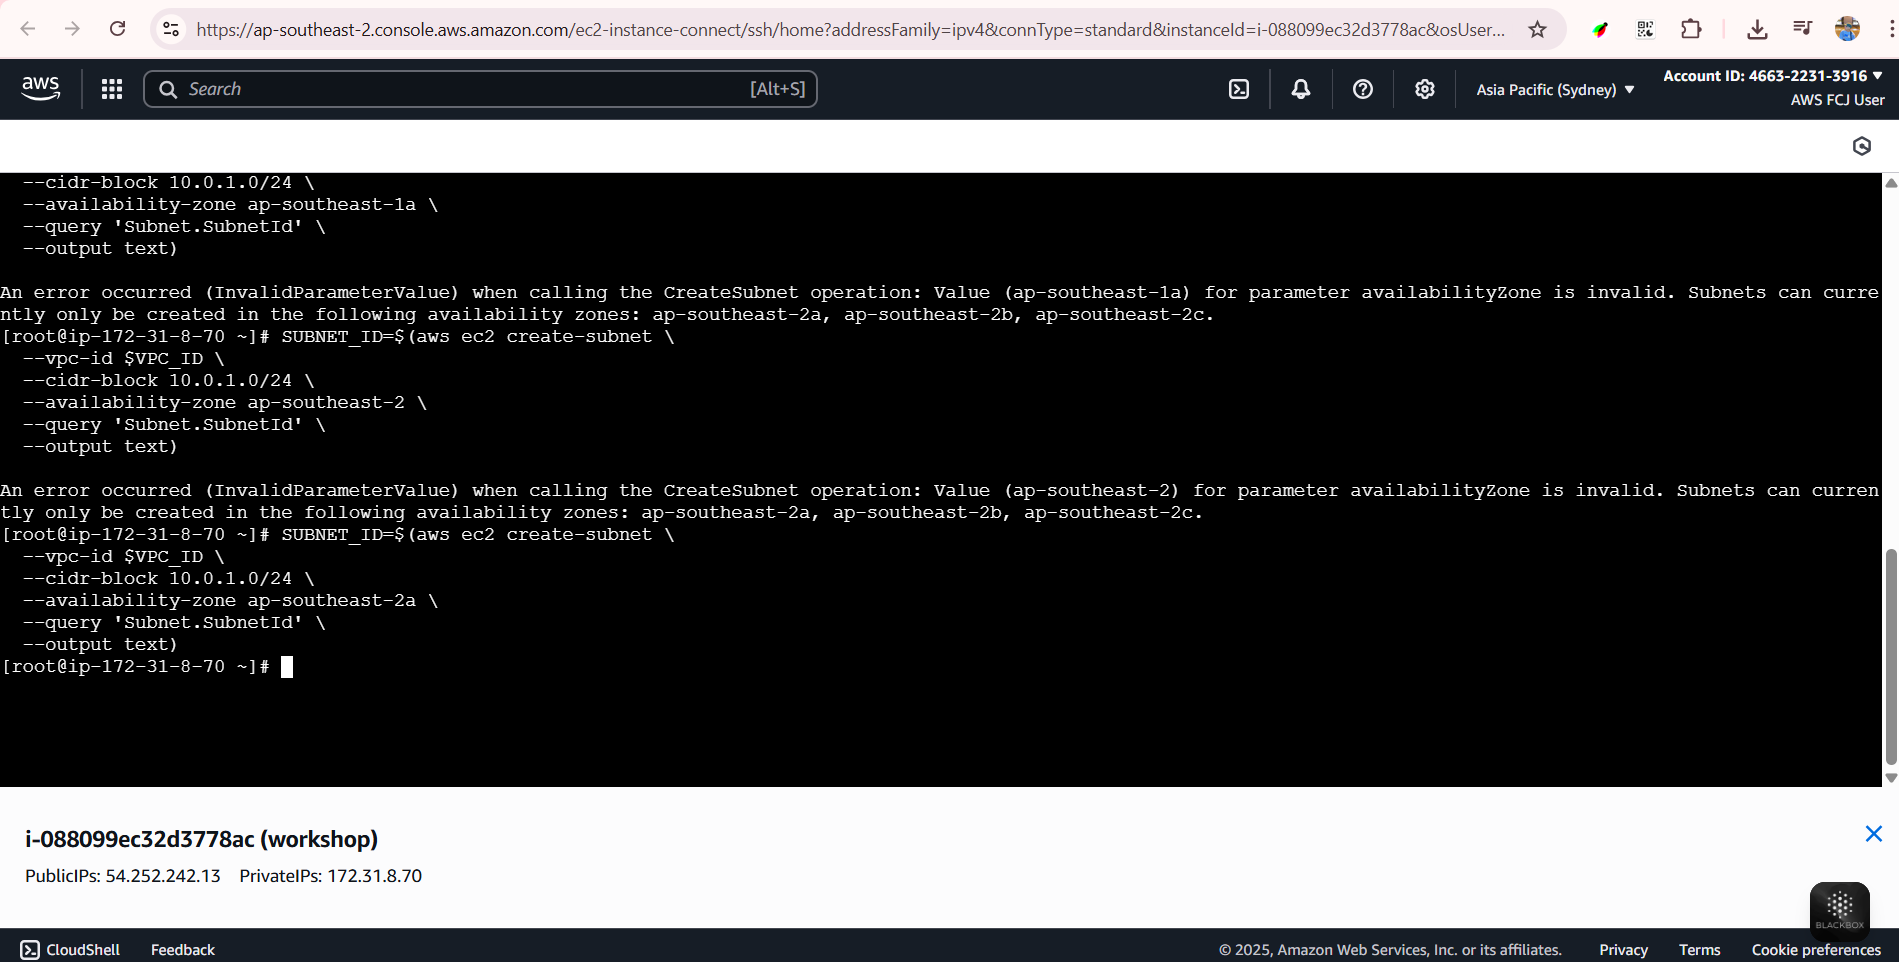 https://ap-southeast-2.console.aws.amazon.com/ec2-instance-connect/ssh/home?addressFamily=ipv4&connType=standard&instanceId=i-088099ec32d3778ac&osUser...
aws
Search
[Alt+S]
Asia Pacific (Sydney) ▼
Account ID: 4663-2231-3916 ▼
AWS FCJ User
  --cidr-block 10.0.1.0/24 \
  --availability-zone ap-southeast-1a \
  --query 'Subnet.SubnetId' \
  --output text)
An error occurred (InvalidParameterValue) when calling the CreateSubnet operation: Value (ap-southeast-1a) for parameter availabilityZone is invalid. Subnets can curre
ntly only be created in the following availability zones: ap-southeast-2a, ap-southeast-2b, ap-southeast-2c.
[root@ip-172-31-8-70 ~]# SUBNET_ID=$(aws ec2 create-subnet \
  --vpc-id $VPC_ID \
  --cidr-block 10.0.1.0/24 \
  --availability-zone ap-southeast-2 \
  --query 'Subnet.SubnetId' \
  --output text)
An error occurred (InvalidParameterValue) when calling the CreateSubnet operation: Value (ap-southeast-2) for parameter availabilityZone is invalid. Subnets can curren
tly only be created in the following availability zones: ap-southeast-2a, ap-southeast-2b, ap-southeast-2c.
[root@ip-172-31-8-70 ~]# SUBNET_ID=$(aws ec2 create-subnet \
  --vpc-id $VPC_ID \
  --cidr-block 10.0.1.0/24 \
  --availability-zone ap-southeast-2a \
  --query 'Subnet.SubnetId' \
  --output text)
[root@ip-172-31-8-70 ~]#
i-088099ec32d3778ac (workshop)
PublicIPs: 54.252.242.13 PrivateIPs: 172.31.8.70
BLACKBOX
CloudShell
Feedback
© 2025, Amazon Web Services, Inc. or its affiliates.
Privacy
Terms
Cookie preferences